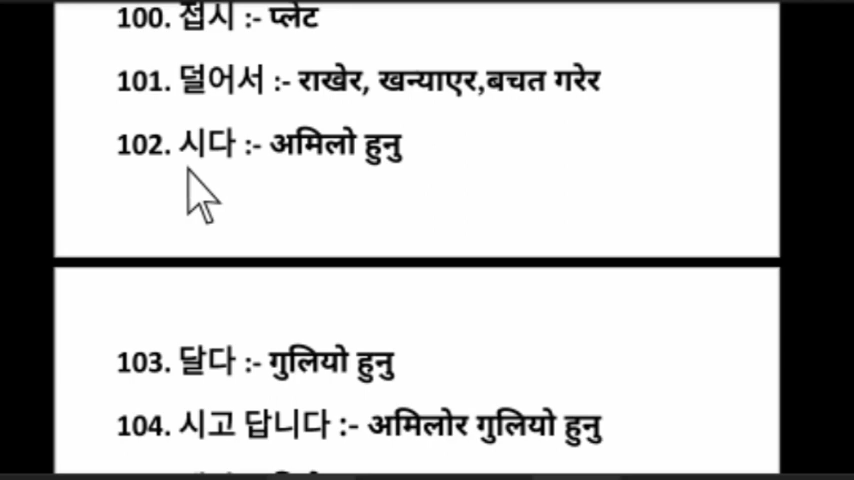 100. 접시 :- प्लेट
101. 덜어서 :- राखेर, खन्याएर,बचत गरेर
102. 시다 :- अमिलो हुनु
103. 달다 :- गुलियो हुनु
104. 시고 답니다 :- अमिलोर गुलियो हुनु